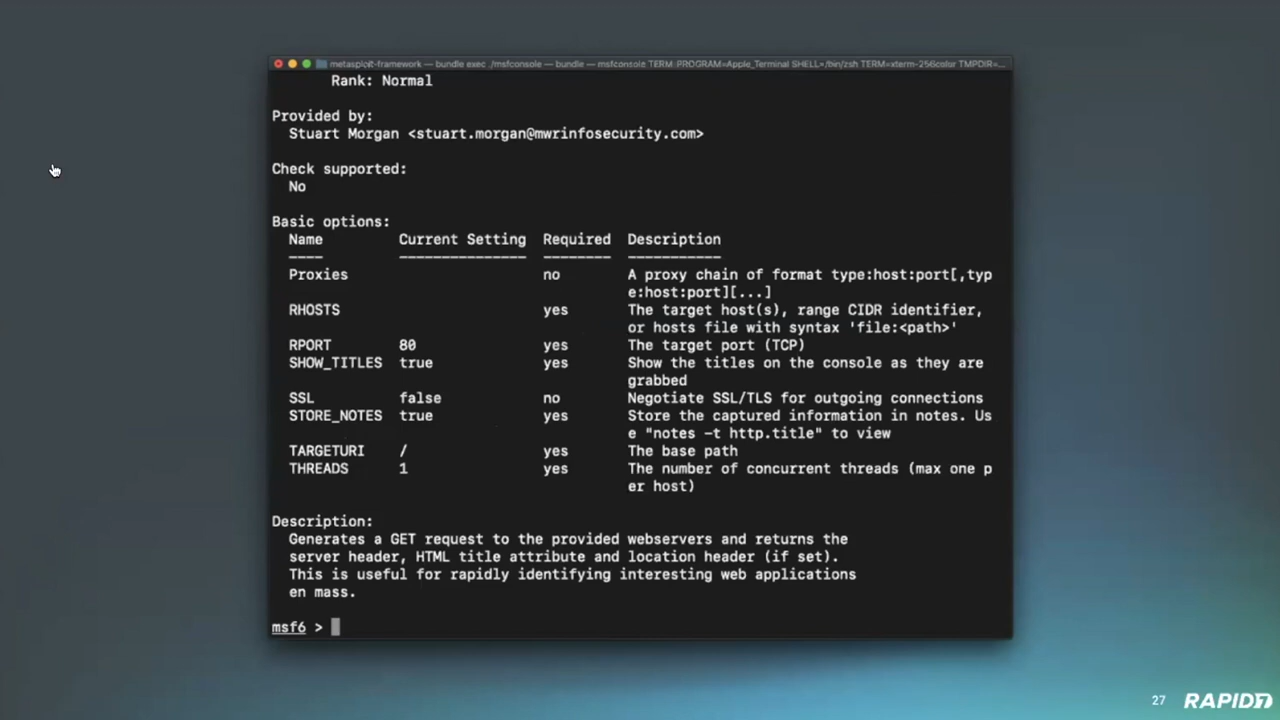 metasploit-framework — bundle exec ./msfconsole — bundle — msfconsole TERM_PROGRAM=Apple_Terminal SHELL=/bin/zsh TERM=xterm-256color TMPDIR=...
Rank: Normal
Provided by:
Stuart Morgan <stuart.morgan@mwrinfosecurity.com>
Check supported:
No
Basic options:
Name Current Setting Required Description
---- --------------- -------- -----------
Proxies no A proxy chain of format type:host:port[,typ
e:host:port][...]
RHOSTS yes The target host(s), range CIDR identifier,
or hosts file with syntax 'file:<path>'
RPORT 80 yes The target port (TCP)
SHOW_TITLES true yes Show the titles on the console as they are
grabbed
SSL false no Negotiate SSL/TLS for outgoing connections
STORE_NOTES true yes Store the captured information in notes. Us
e "notes -t http.title" to view
TARGETURI / yes The base path
THREADS 1 yes The number of concurrent threads (max one p
er host)
Description:
Generates a GET request to the provided webservers and returns the
server header, HTML title attribute and location header (if set).
This is useful for rapidly identifying interesting web applications
en mass.
msf6 >
27 RAPID7